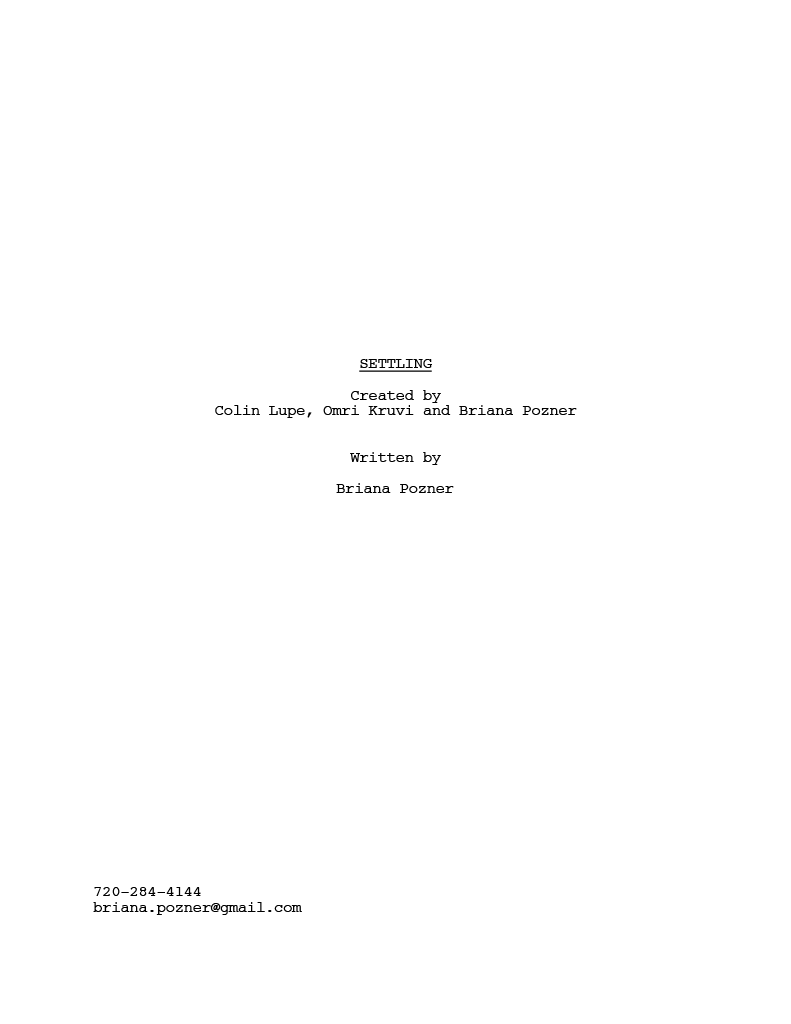 SETTLING
Created by
Colin Lupe, Omri Kruvi and Briana Pozner
Written by
Briana Pozner
720-284-4144
briana.pozner@gmail.com